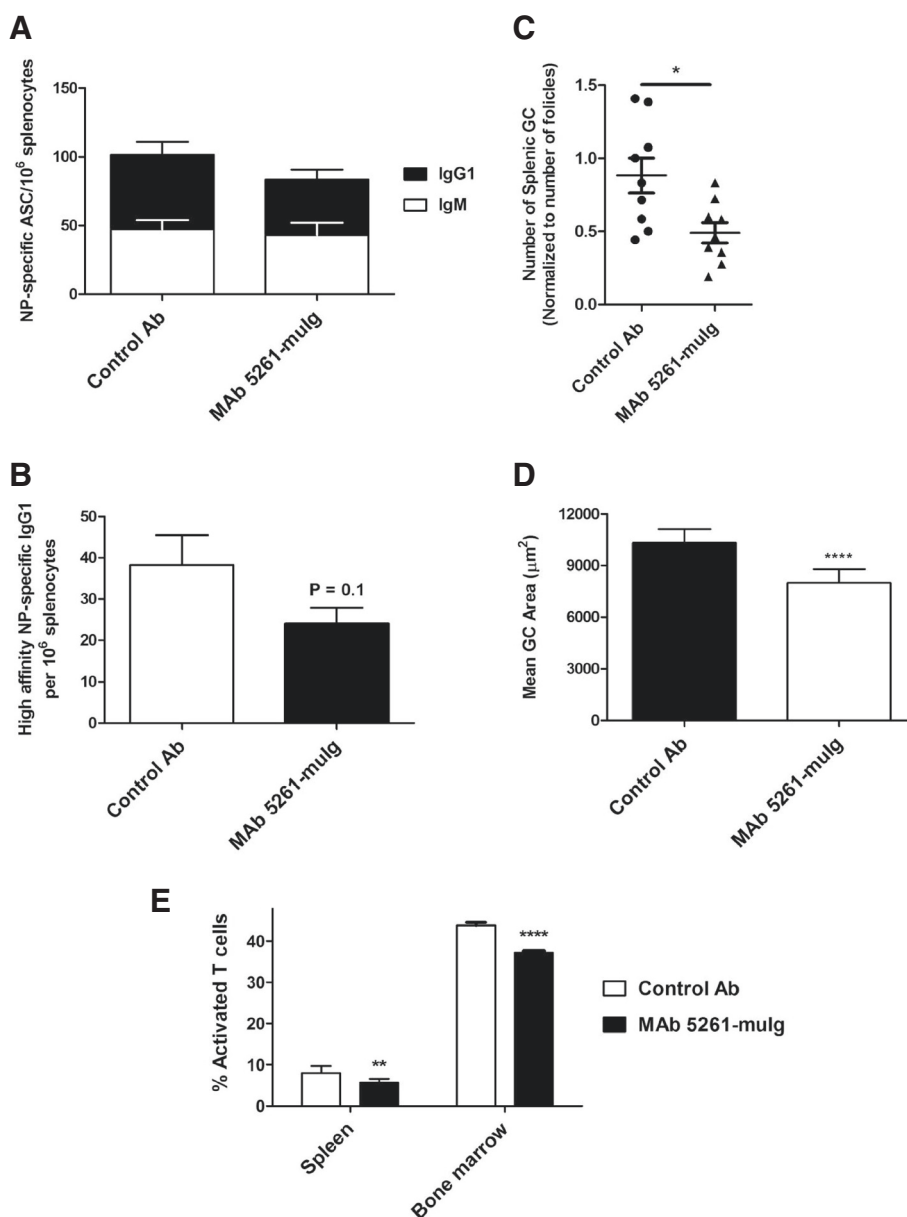 A
NP-specific ASC/10⁶ splenocytes
150
100
50
0
IgG1
IgM
Control Ab
MAb 5261-muIg
C
Number of Splenic GC
(Normalized to number of follicles)
1.5
1.0
0.5
0.0
*
Control Ab
MAb 5261-muIg
B
High affinity NP-specific IgG1
per 10⁶ splenocytes
50
40
30
20
10
0
P = 0.1
Control Ab
MAb 5261-muIg
D
Mean GC Area (µm²)
12000
9000
6000
3000
0
****
Control Ab
MAb 5261-muIg
E
% Activated T cells
40
30
20
10
0
**
****
Spleen
Bone marrow
Control Ab
MAb 5261-muIg